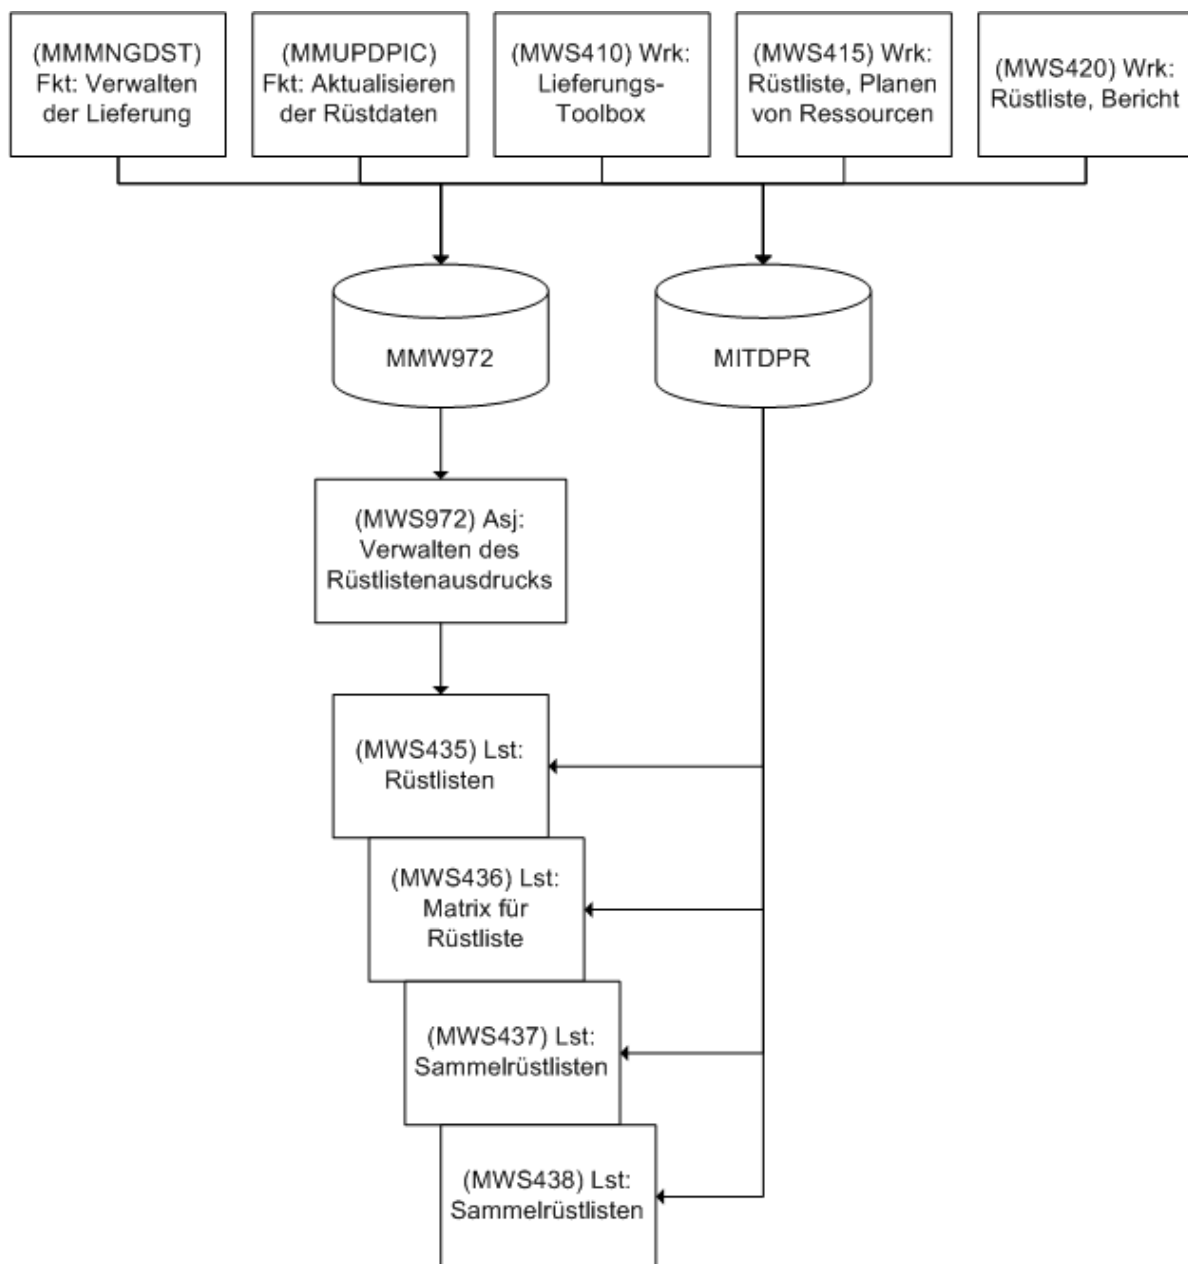 (MMMNGDST)
Fkt: Verwalten
der Lieferung
(MMUPDPIC)
Fkt: Aktualisieren
der Rüstdaten
(MWS410) Wrk:
Lieferungs-
Toolbox
(MWS415) Wrk:
Rüstliste, Planen
von Ressourcen
(MWS420) Wrk:
Rüstliste, Bericht
MMW972
MITDPR
(MWS972) Asj:
Verwalten des
Rüstlistenausdrucks
(MWS435) Lst:
Rüstlisten
(MWS436) Lst:
Matrix für
Rüstliste
(MWS437) Lst:
Sammelrüstlisten
(MWS438) Lst:
Sammelrüstlisten